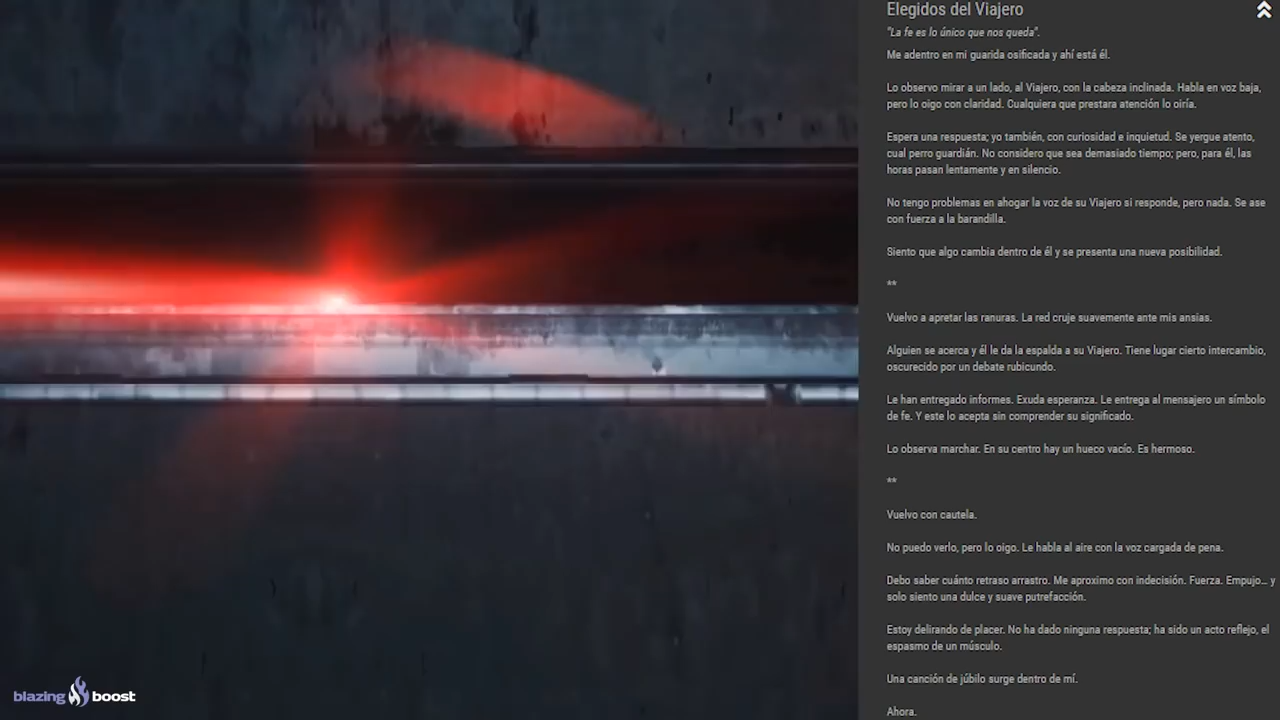 Elegidos del Viajero
"La fe es lo único que nos queda".
Me adentro en mi guarida osificada y ahí está él.
Lo observo mirar a un lado, al Viajero, con la cabeza inclinada. Habla en voz baja,
pero lo oigo con claridad. Cualquiera que prestara atención lo oiría.
Espera una respuesta; yo también, con curiosidad e inquietud. Se yergue atento,
cual perro guardián. No considero que sea demasiado tiempo; pero, para él, las
horas pasan lentamente y en silencio.
No tengo problemas en ahogar la voz de su Viajero si responde, pero nada. Se ase
con fuerza a la barandilla.
Siento que algo cambia dentro de él y se presenta una nueva posibilidad.
**
Vuelvo a apretar las ranuras. La red cruje suavemente ante mis ansias.
Alguien se acerca y él le da la espalda a su Viajero. Tiene lugar cierto intercambio,
oscurecido por un debate rubicundo.
Le han entregado informes. Exuda esperanza. Le entrega al mensajero un símbolo
de fe. Y este lo acepta sin comprender su significado.
Lo observa marchar. En su centro hay un hueco vacío. Es hermoso.
**
Vuelvo con cautela.
No puedo verlo, pero lo oigo. Le habla al aire con la voz cargada de pena.
Debo saber cuánto retraso arrastro. Me aproximo con indecisión. Fuerza. Empujo... y
solo siento una dulce y suave putrefacción.
Estoy delirando de placer. No ha dado ninguna respuesta; ha sido un acto reflejo, el
espasmo de un músculo.
Una canción de júbilo surge dentro de mí.
Ahora.
blazing boost